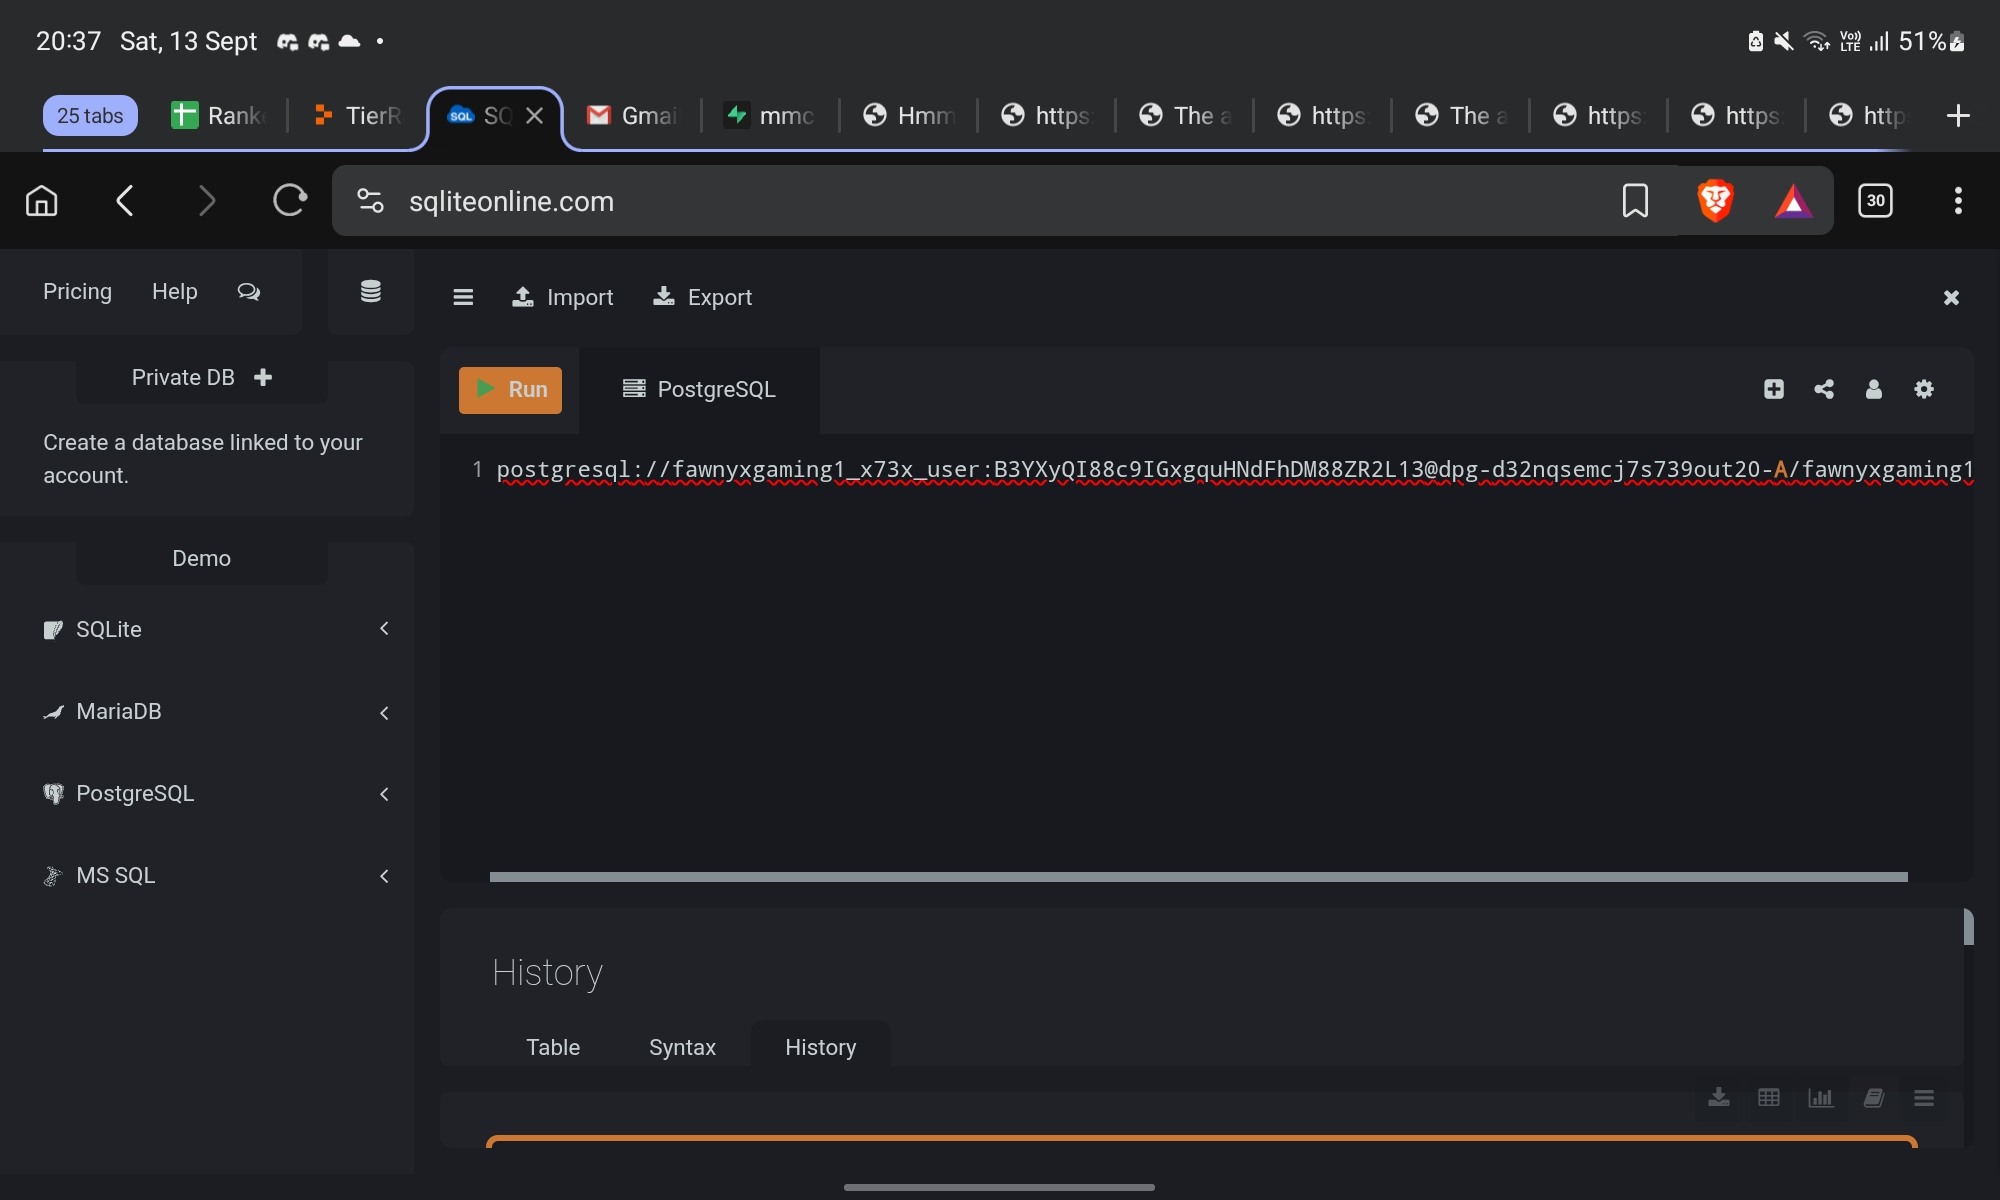 20:37 Sat, 13 Sept 51%
25 tabs Rank TierR SQ Gmai mmc Hmm https: The a https: The a https: https: http
sqliteonline.com 30
Pricing Help Import Export
Private DB
Create a database linked to your
account.
Run PostgreSQL
1 postgresql://fawnyxgaming1_x73x_user:B3YXyQI88c9IGxgquHNdFhDM88ZR2L13@dpg-d32nqsemcj7s739out20-A/fawnyxgaming1
Demo
SQLite
MariaDB
PostgreSQL
MS SQL
History
Table Syntax History